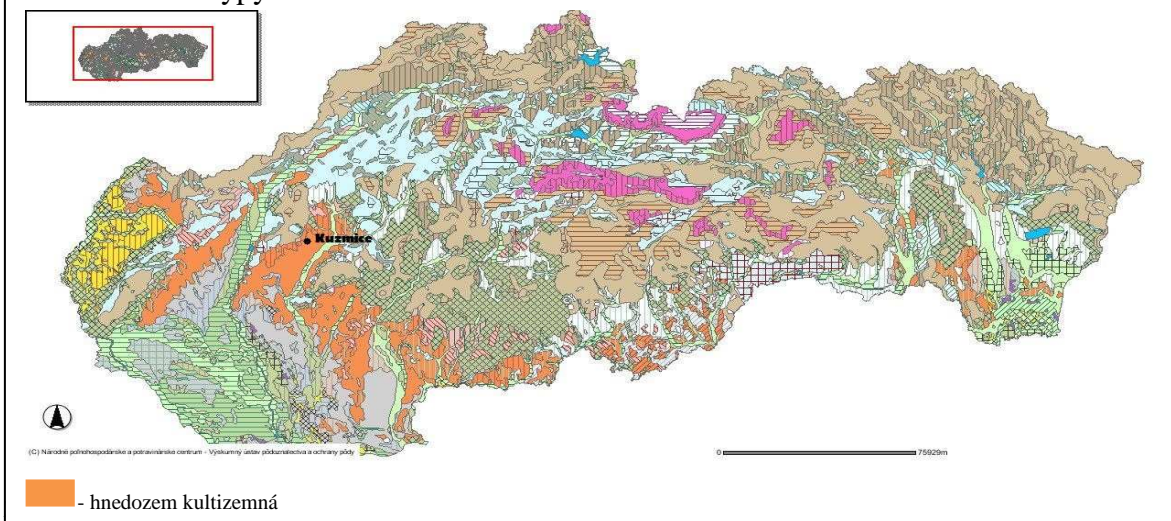 Kuzmice
(C) Národné poľnohospodárske a potravinárske centrum - Výskumný ústav pôdoznalectva a ochrany pôdy
0 75929m
- hnedozem kultizemná